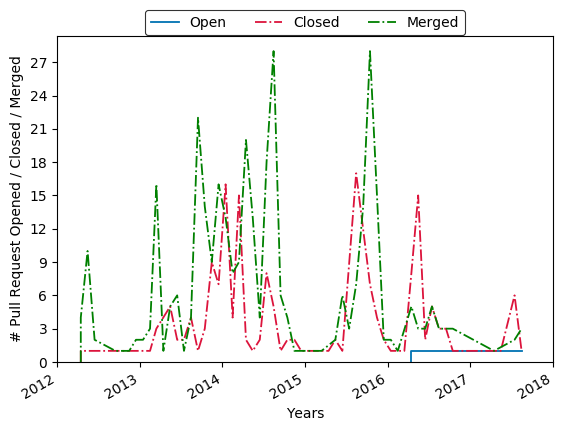 Open Closed Merged
# Pull Request Opened / Closed / Merged
27
24
21
18
15
12
9
6
3
0
2012 2013 2014 2015 2016 2017 2018
Years